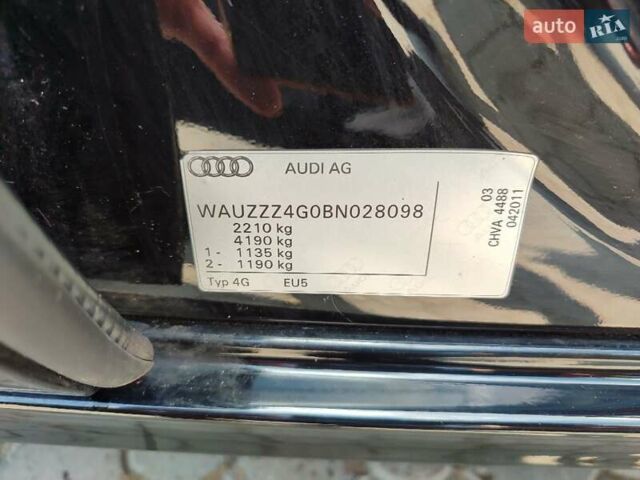 auto RIA
.com
AUDI AG
WAUZZZ4G0BN028098
2210 kg
4190 kg
1 - 1135 kg
2 - 1190 kg
Typ 4G EU5
03
CHVA 4488
042011